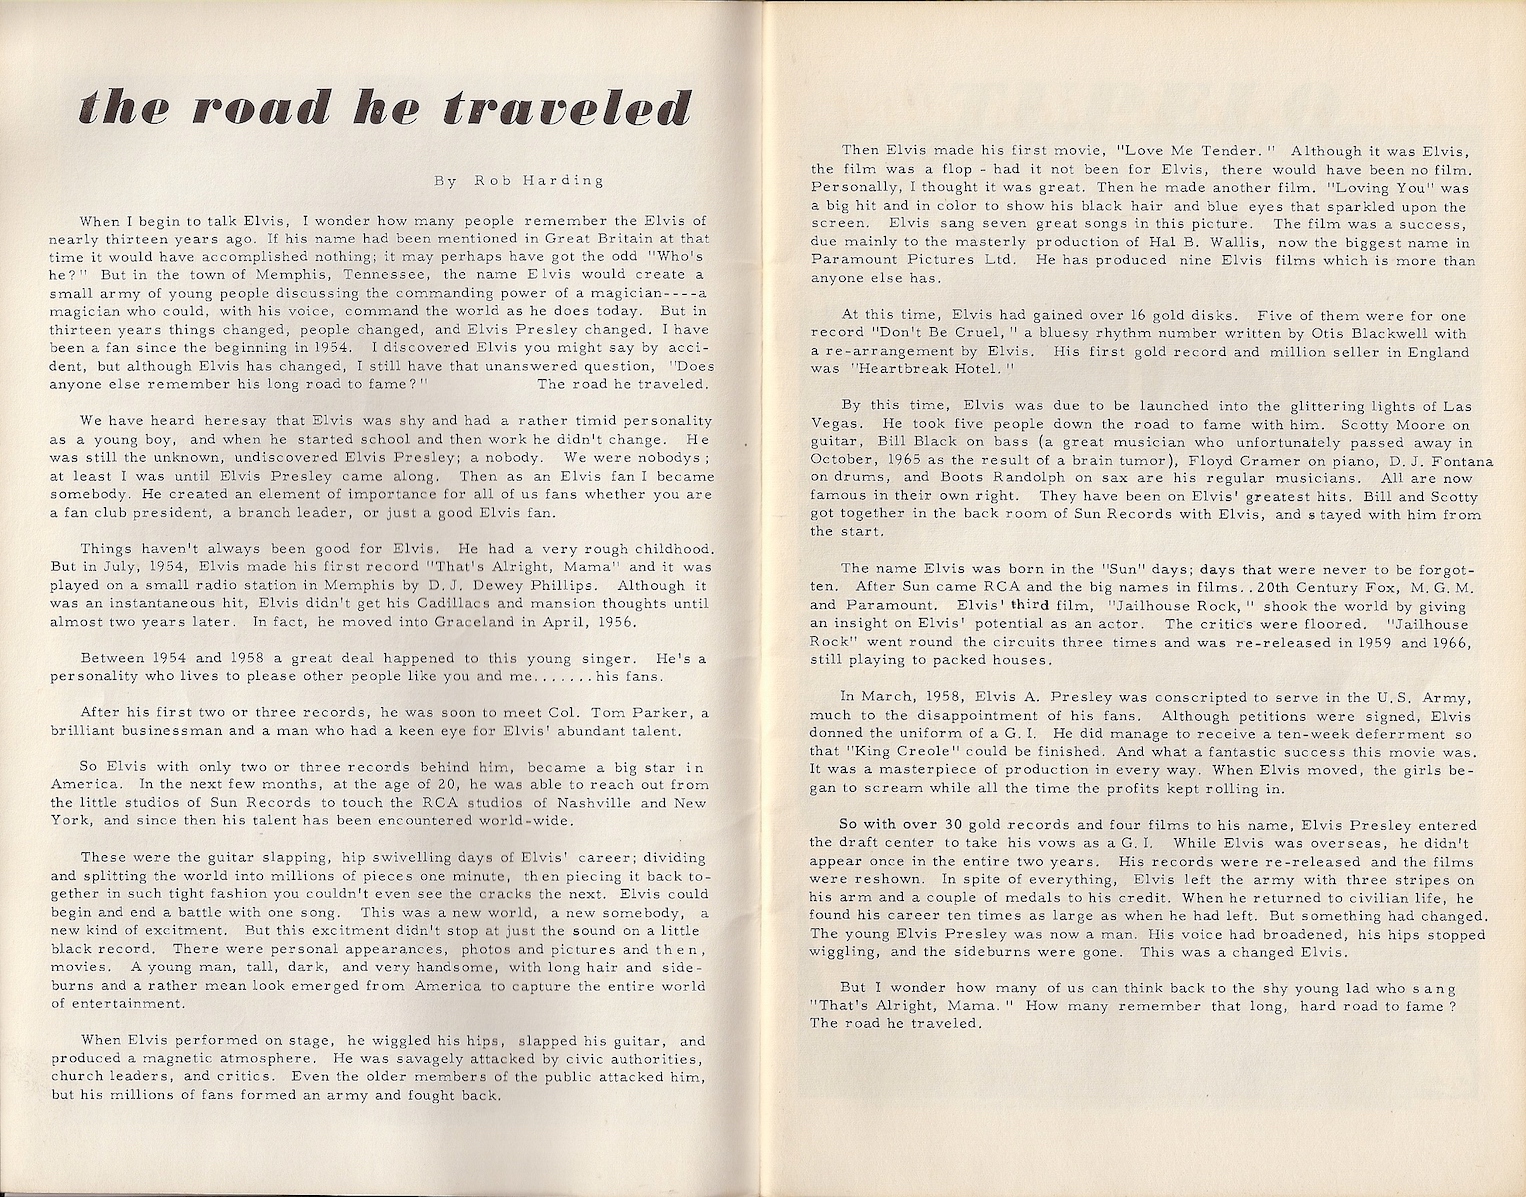 the road he traveled
By Rob Harding
When I begin to talk Elvis, I wonder how many people remember the Elvis of
nearly thirteen years ago. If his name had been mentioned in Great Britain at that
time it would have accomplished nothing; it may perhaps have got the odd "Who's
he?" But in the town of Memphis, Tennessee, the name Elvis would create a
small army of young people discussing the commanding power of a magician----a
magician who could, with his voice, command the world as he does today. But in
thirteen years things changed, people changed, and Elvis Presley changed. I have
been a fan since the beginning in 1954. I discovered Elvis you might say by acci-
dent, but although Elvis has changed, I still have that unanswered question, "Does
anyone else remember his long road to fame?" The road he traveled.
We have heard heresay that Elvis was shy and had a rather timid personality
as a young boy, and when he started school and then work he didn't change. He
was still the unknown, undiscovered Elvis Presley; a nobody. We were nobodys;
at least I was until Elvis Presley came along. Then as an Elvis fan I became
somebody. He created an element of importance for all of us fans whether you are
a fan club president, a branch leader, or just a good Elvis fan.
Things haven't always been good for Elvis. He had a very rough childhood.
But in July, 1954, Elvis made his first record "That's Alright, Mama" and it was
played on a small radio station in Memphis by D.J. Dewey Phillips. Although it
was an instantaneous hit, Elvis didn't get his Cadillacs and mansion thoughts until
almost two years later. In fact, he moved into Graceland in April, 1956.
Between 1954 and 1958 a great deal happened to this young singer. He's a
personality who lives to please other people like you and me.......his fans.
After his first two or three records, he was soon to meet Col. Tom Parker, a
brilliant businessman and a man who had a keen eye for Elvis' abundant talent.
So Elvis with only two or three records behind him, became a big star in
America. In the next few months, at the age of 20, he was able to reach out from
the little studios of Sun Records to touch the RCA studios of Nashville and New
York, and since then his talent has been encountered world-wide.
These were the guitar slapping, hip swivelling days of Elvis' career; dividing
and splitting the world into millions of pieces one minute, then piecing it back to-
gether in such tight fashion you couldn't even see the cracks the next. Elvis could
begin and end a battle with one song. This was a new world, a new somebody, a
new kind of excitment. But this excitment didn't stop at just the sound on a little
black record. There were personal appearances, photos and pictures and then,
movies. A young man, tall, dark, and very handsome, with long hair and side-
burns and a rather mean look emerged from America to capture the entire world
of entertainment.
When Elvis performed on stage, he wiggled his hips, slapped his guitar, and
produced a magnetic atmosphere. He was savagely attacked by civic authorities,
church leaders, and critics. Even the older members of the public attacked him,
but his millions of fans formed an army and fought back.
Then Elvis made his first movie, "Love Me Tender." Although it was Elvis,
the film was a flop - had it not been for Elvis, there would have been no film.
Personally, I thought it was great. Then he made another film. "Loving You" was
a big hit and in color to show his black hair and blue eyes that sparkled upon the
screen. Elvis sang seven great songs in this picture. The film was a success,
due mainly to the masterly production of Hal B. Wallis, now the biggest name in
Paramount Pictures Ltd. He has produced nine Elvis films which is more than
anyone else has.
At this time, Elvis had gained over 16 gold disks. Five of them were for one
record "Don't Be Cruel," a bluesy rhythm number written by Otis Blackwell with
a re-arrangement by Elvis. His first gold record and million seller in England
was "Heartbreak Hotel."
By this time, Elvis was due to be launched into the glittering lights of Las
Vegas. He took five people down the road to fame with him. Scotty Moore on
guitar, Bill Black on bass (a great musician who unfortunately passed away in
October, 1965 as the result of a brain tumor), Floyd Cramer on piano, D.J. Fontana
on drums, and Boots Randolph on sax are his regular musicians. All are now
famous in their own right. They have been on Elvis' greatest hits. Bill and Scotty
got together in the back room of Sun Records with Elvis, and stayed with him from
the start.
The name Elvis was born in the "Sun" days; days that were never to be forgot-
ten. After Sun came RCA and the big names in films..20th Century Fox, M.G.M.
and Paramount. Elvis' third film, "Jailhouse Rock," shook the world by giving
an insight on Elvis' potential as an actor. The critics were floored. "Jailhouse
Rock" went round the circuits three times and was re-released in 1959 and 1966,
still playing to packed houses.
In March, 1958, Elvis A. Presley was conscripted to serve in the U.S. Army,
much to the disappointment of his fans. Although petitions were signed, Elvis
donned the uniform of a G.I. He did manage to receive a ten-week deferrment so
that "King Creole" could be finished. And what a fantastic success this movie was.
It was a masterpiece of production in every way. When Elvis moved, the girls be-
gan to scream while all the time the profits kept rolling in.
So with over 30 gold records and four films to his name, Elvis Presley entered
the draft center to take his vows as a G.I. While Elvis was overseas, he didn't
appear once in the entire two years. His records were re-released and the films
were reshown. In spite of everything, Elvis left the army with three stripes on
his arm and a couple of medals to his credit. When he returned to civilian life, he
found his career ten times as large as when he had left. But something had changed.
The young Elvis Presley was now a man. His voice had broadened, his hips stopped
wiggling, and the sideburns were gone. This was a changed Elvis.
But I wonder how many of us can think back to the shy young lad who sang
"That's Alright, Mama." How many remember that long, hard road to fame?
The road he traveled.